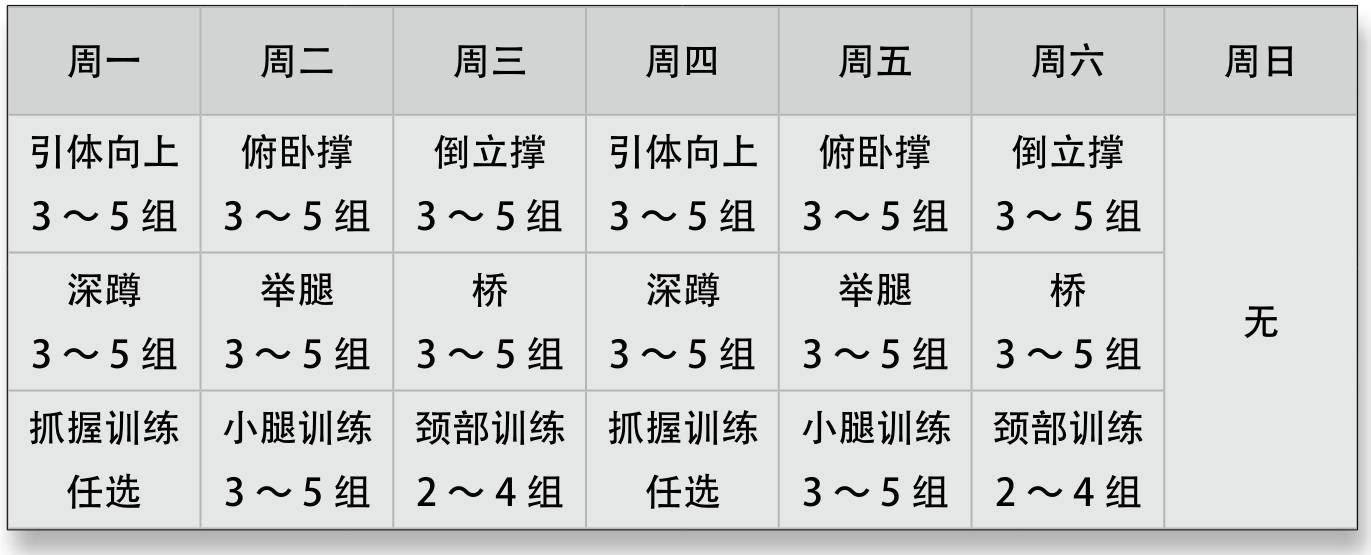 周一 周二 周三 周四 周五 周六 周日
引体向上 俯卧撑 倒立撑 引体向上 俯卧撑 倒立撑
3～5组 3～5组 3～5组 3～5组 3～5组 3～5组
深蹲 举腿 桥 深蹲 举腿 桥
无
3～5组 3～5组 3～5组 3～5组 3～5组 3～5组
抓握训练 小腿训练 颈部训练 抓握训练 小腿训练 颈部训练
任选 3～5组 2～4组 任选 3～5组 2～4组